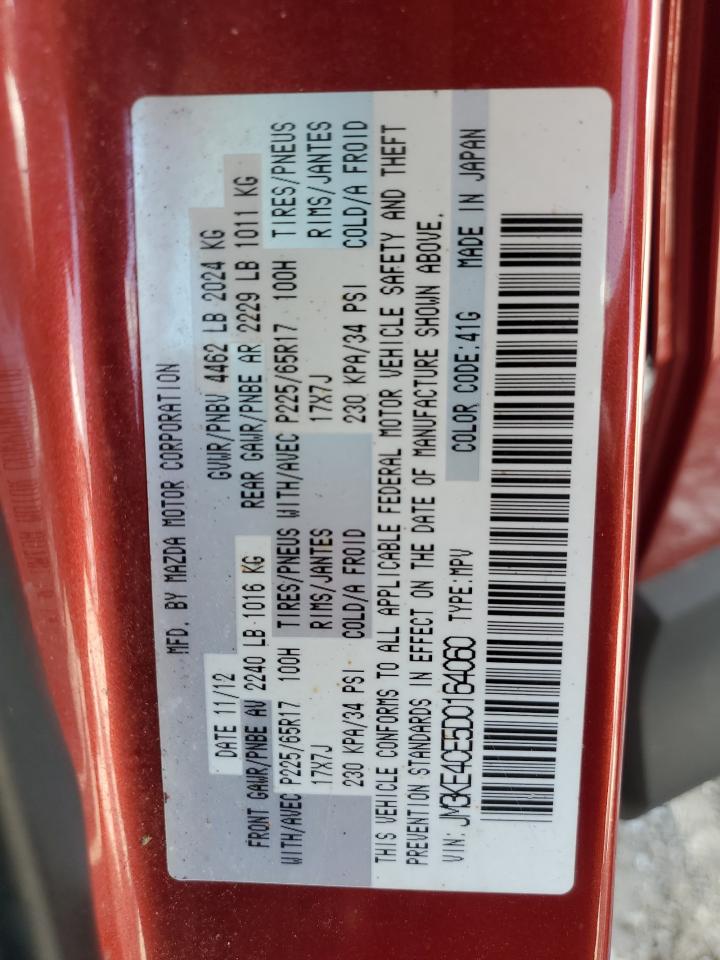 MFD. BY MAZDA MOTOR CORPORATION
DATE 11/12 GVWR/PNBV 4462 LB 2024 KG
FRONT GAWR/PNBE AV 2240 LB 1016 KG REAR GAWR/PNBE AR 2229 LB 1011 KG
WITH/AVEC P225/65R17 100H TIRES/PNEUS WITH/AVEC P225/65R17 100H TIRES/PNEUS
17X7J RIMS/JANTES 17X7J RIMS/JANTES
230 KPA/34 PSI COLD/A FROID 230 KPA/34 PSI COLD/A FROID
THIS VEHICLE CONFORMS TO ALL APPLICABLE FEDERAL MOTOR VEHICLE SAFETY AND THEFT
PREVENTION STANDARDS IN EFFECT ON THE DATE OF MANUFACTURE SHOWN ABOVE.
VIN: JM3KE4DE5D0164060 TYPE:MPV COLOR CODE:41G MADE IN JAPAN